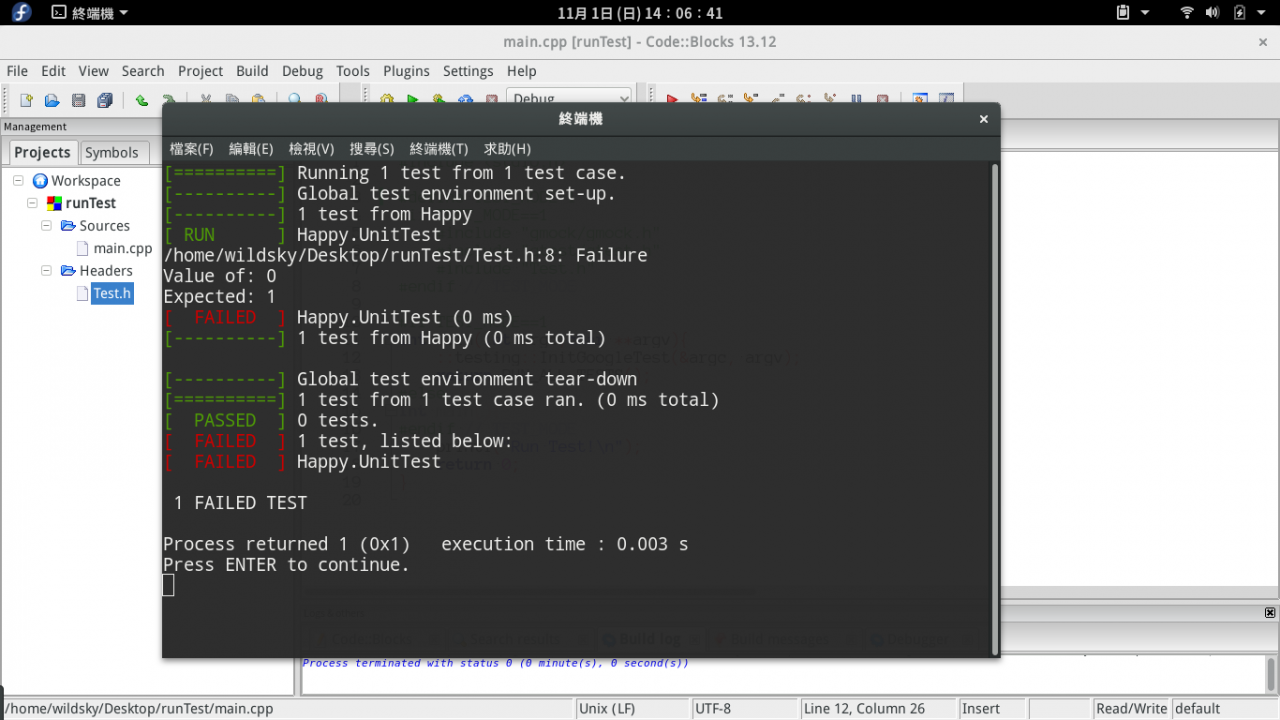 終端機
11月 1日 (日) 14：06：41
main.cpp [runTest] - Code::Blocks 13.12
File Edit View Search Project Build Debug Tools Plugins Settings Help
Debug
Management
Projects Symbols
Workspace
runTest
Sources
main.cpp
Headers
Test.h
終端機
檔案(F) 編輯(E) 檢視(V) 搜尋(S) 終端機(T) 求助(H)
[==========] Running 1 test from 1 test case.
[----------] Global test environment set-up.
[----------] 1 test from Happy
[ RUN      ] Happy.UnitTest
/home/wildsky/Desktop/runTest/Test.h:8: Failure
Value of: 0
Expected: 1
[  FAILED  ] Happy.UnitTest (0 ms)
[----------] 1 test from Happy (0 ms total)
[----------] Global test environment tear-down
[==========] 1 test from 1 test case ran. (0 ms total)
[  PASSED  ] 0 tests.
[  FAILED  ] 1 test, listed below:
[  FAILED  ] Happy.UnitTest
1 FAILED TEST
Process returned 1 (0x1)   execution time : 0.003 s
Press ENTER to continue.
Process terminated with status 0 (0 minute(s), 0 second(s))
/home/wildsky/Desktop/runTest/main.cpp Unix (LF) UTF-8 Line 12, Column 26 Insert Read/Write default